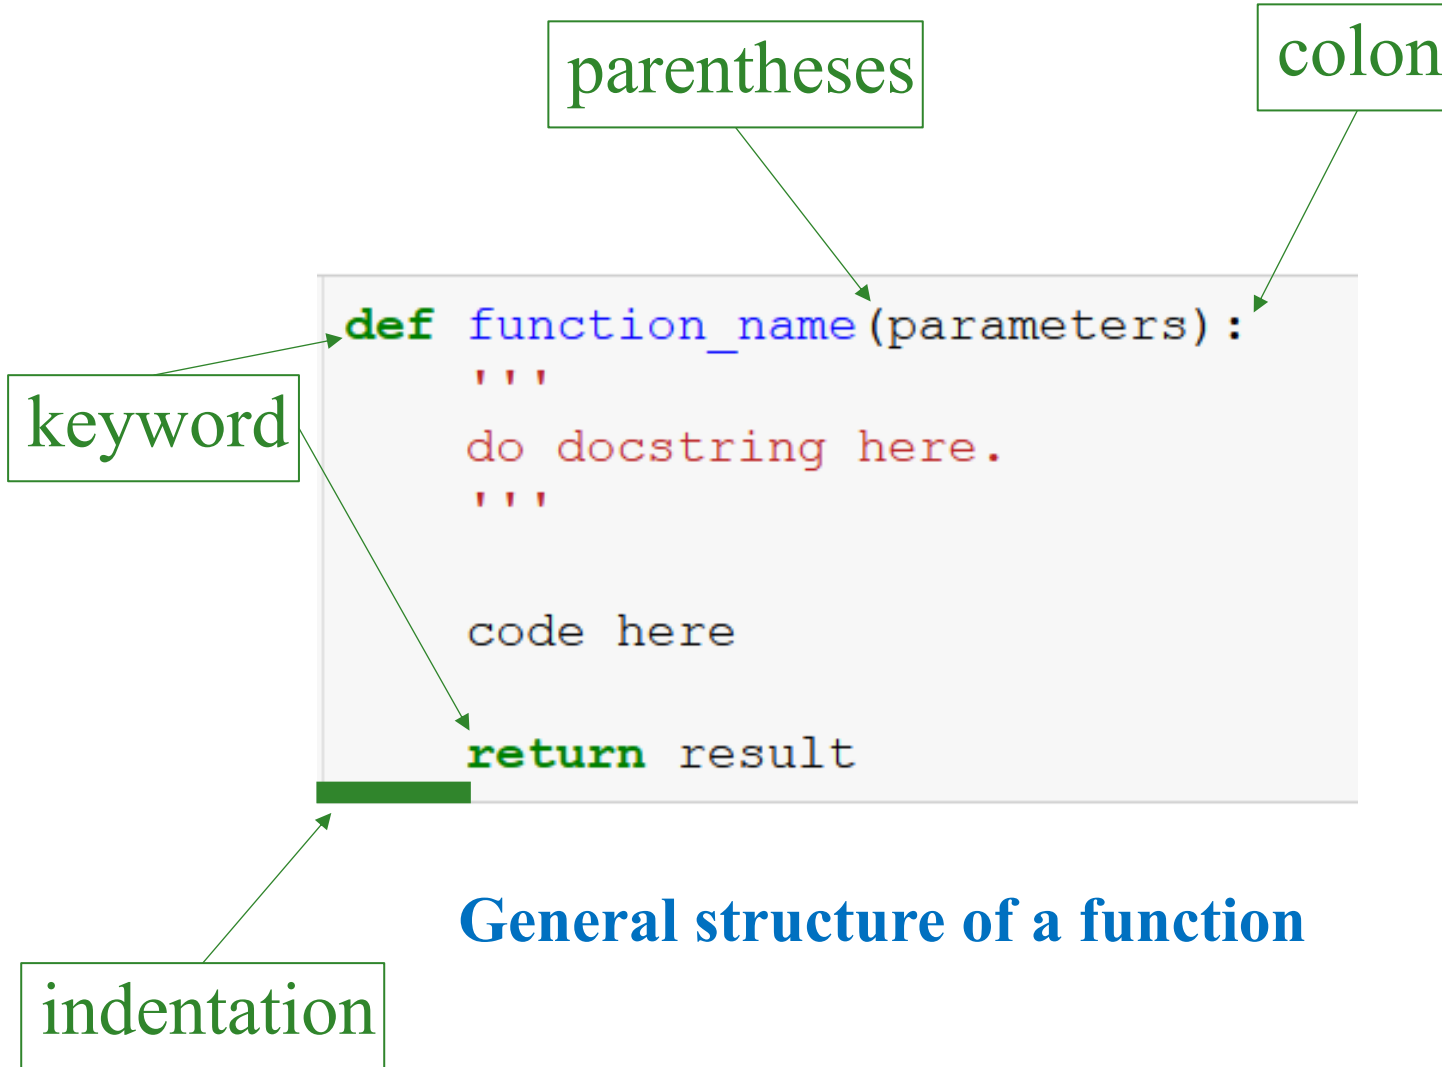 parentheses
colon
def function_name(parameters):
'''
keyword
do docstring here.
'''
code here
return result
General structure of a function
indentation